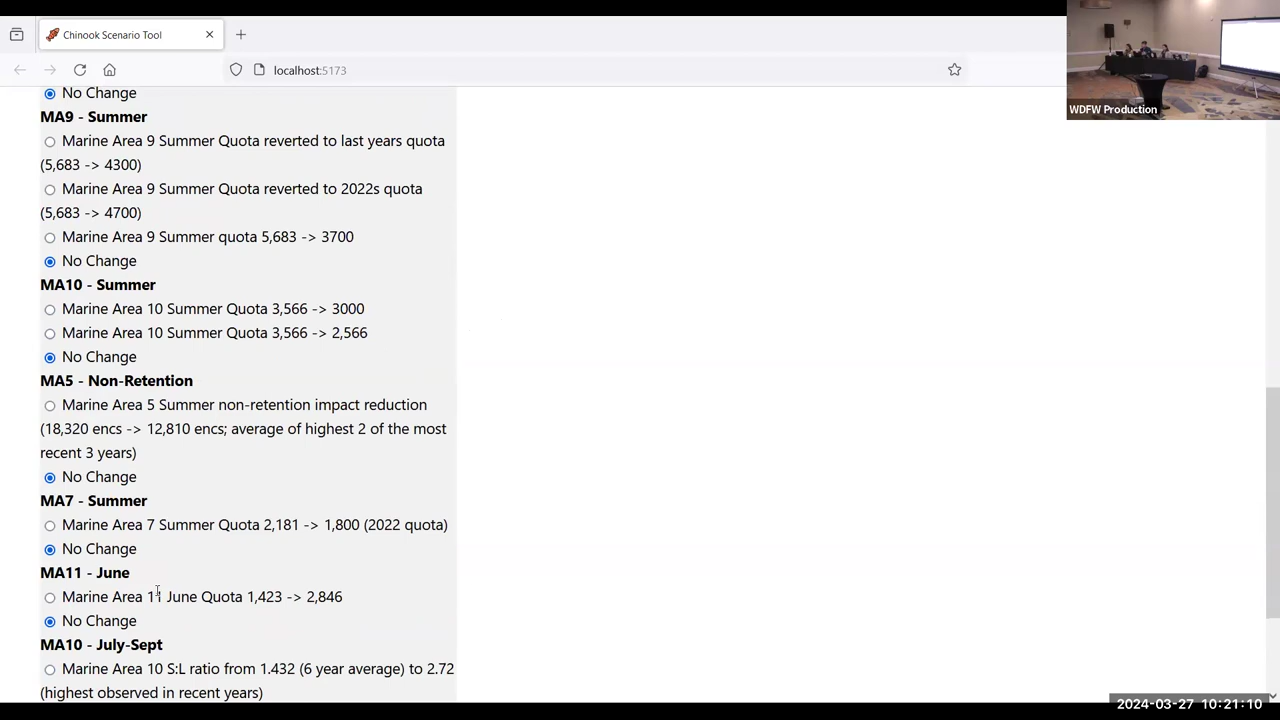 Chinook Scenario Tool
localhost:5173
WDFW Production
No Change
MA9 - Summer
Marine Area 9 Summer Quota reverted to last years quota
(5,683 -> 4300)
Marine Area 9 Summer Quota reverted to 2022s quota
(5,683 -> 4700)
Marine Area 9 Summer quota 5,683 -> 3700
No Change
MA10 - Summer
Marine Area 10 Summer Quota 3,566 -> 3000
Marine Area 10 Summer Quota 3,566 -> 2,566
No Change
MA5 - Non-Retention
Marine Area 5 Summer non-retention impact reduction
(18,320 encs -> 12,810 encs; average of highest 2 of the most
recent 3 years)
No Change
MA7 - Summer
Marine Area 7 Summer Quota 2,181 -> 1,800 (2022 quota)
No Change
MA11 - June
Marine Area 11 June Quota 1,423 -> 2,846
No Change
MA10 - July-Sept
Marine Area 10 S:L ratio from 1.432 (6 year average) to 2.72
(highest observed in recent years)
2024-03-27 10:21:10